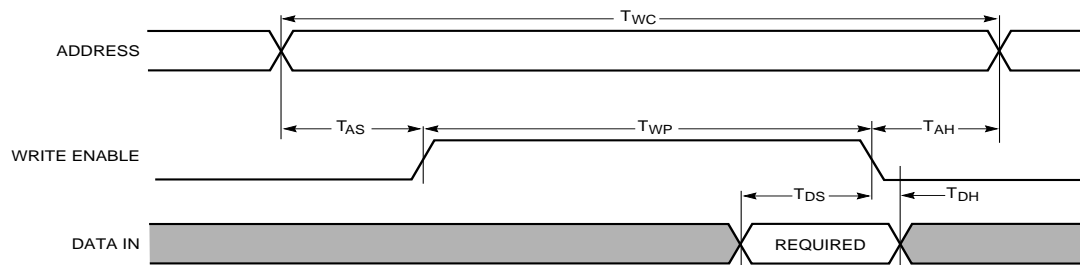 TWC
ADDRESS
TAS
TWP
TAH
WRITE ENABLE
TDS
TDH
DATA IN
REQUIRED